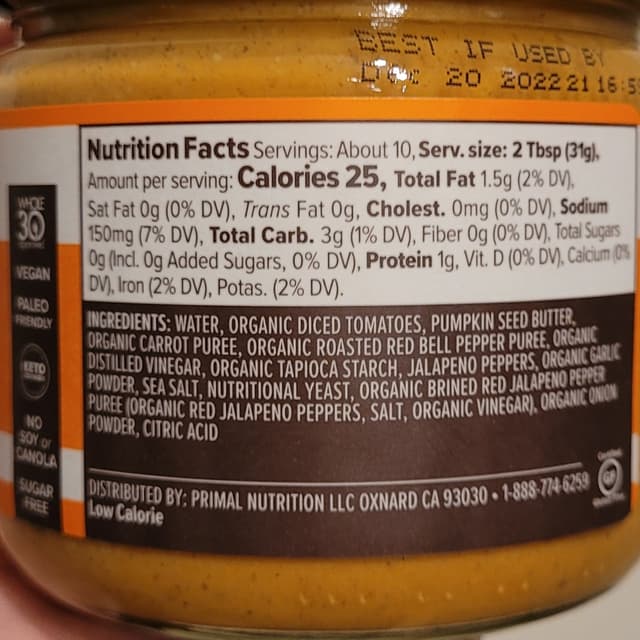 BEST IF USED BY
DEC 20 2022 21 16:5
Nutrition Facts Servings: About 10, Serv. size: 2 Tbsp (31g),
Amount per serving: Calories 25, Total Fat 1.5g (2% DV),
Sat Fat 0g (0% DV), Trans Fat 0g, Cholest. 0mg (0% DV), Sodium
150mg (7% DV), Total Carb. 3g (1% DV), Fiber 0g (0% DV), Total Sugars
0g (Incl. 0g Added Sugars, 0% DV), Protein 1g, Vit. D (0% DV), Calcium (0%
DV), Iron (2% DV), Potas. (2% DV).
WHOLE
30
VEGAN
PALEO
FRIENDLY
KETO
NO
SOY or
CANOLA
SUGAR
FREE
INGREDIENTS: WATER, ORGANIC DICED TOMATOES, PUMPKIN SEED BUTTER,
ORGANIC CARROT PUREE, ORGANIC ROASTED RED BELL PEPPER PUREE, ORGANIC
DISTILLED VINEGAR, ORGANIC TAPIOCA STARCH, JALAPENO PEPPERS, ORGANIC GARLIC
POWDER, SEA SALT, NUTRITIONAL YEAST, ORGANIC BRINED RED JALAPENO PEPPER
PUREE (ORGANIC RED JALAPENO PEPPERS, SALT, ORGANIC VINEGAR), ORGANIC ONION
POWDER, CITRIC ACID
DISTRIBUTED BY: PRIMAL NUTRITION LLC OXNARD CA 93030 • 1-888-774-6259
Low Calorie
GF